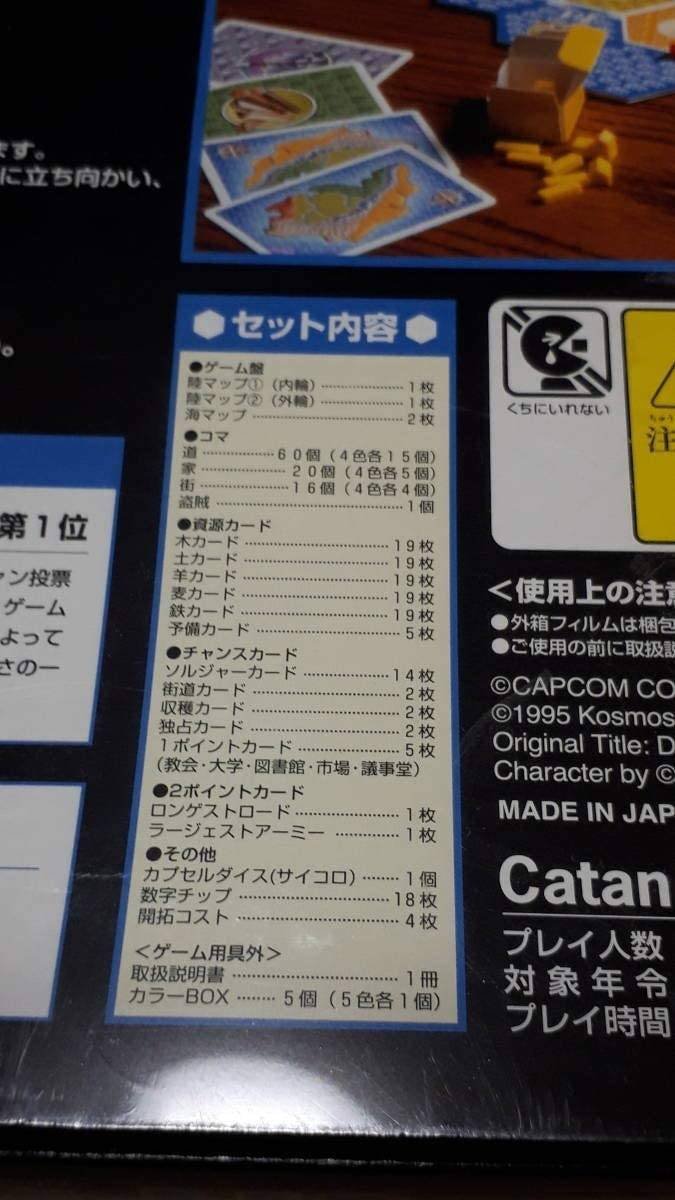 ます。
に立ち向かい、
。
第1位
ャン投票
ゲーム
よって
さの一
セット内容
●ゲーム盤
陸マップ①(内輪)……………………1枚
陸マップ②(外輪)……………………1枚
海マップ……………………2枚
●コマ
道……………60個(4色各15個)
家……………20個(4色各5個)
街……………16個(4色各4個)
盗賊……………………1個
●資源カード
木カード……………………19枚
土カード……………………19枚
羊カード……………………19枚
麦カード……………………19枚
鉄カード……………………19枚
予備カード……………………5枚
●チャンスカード
ソルジャーカード……………14枚
街道カード……………………2枚
収穫カード……………………2枚
独占カード……………………2枚
1ポイントカード……………5枚
(教会・大学・図書館・市場・議事堂)
●2ポイントカード
ロンゲストロード……………1枚
ラージェストアーミー…………1枚
●その他
カプセルダイス(サイコロ)………1個
数字チップ……………………18枚
開拓コスト……………………4枚
<ゲーム用具外>
取扱説明書……………………1冊
カラーBOX………5個(5色各1個)
くちにいれない
ちゅう
注
<使用上の注意
●外箱フィルムは梱包
●ご使用の前に取扱説
©CAPCOM CO
©1995 Kosmos
Original Title: D
Character by ©
MADE IN JAP
Catan
プレイ人数
対象年令
プレイ時間